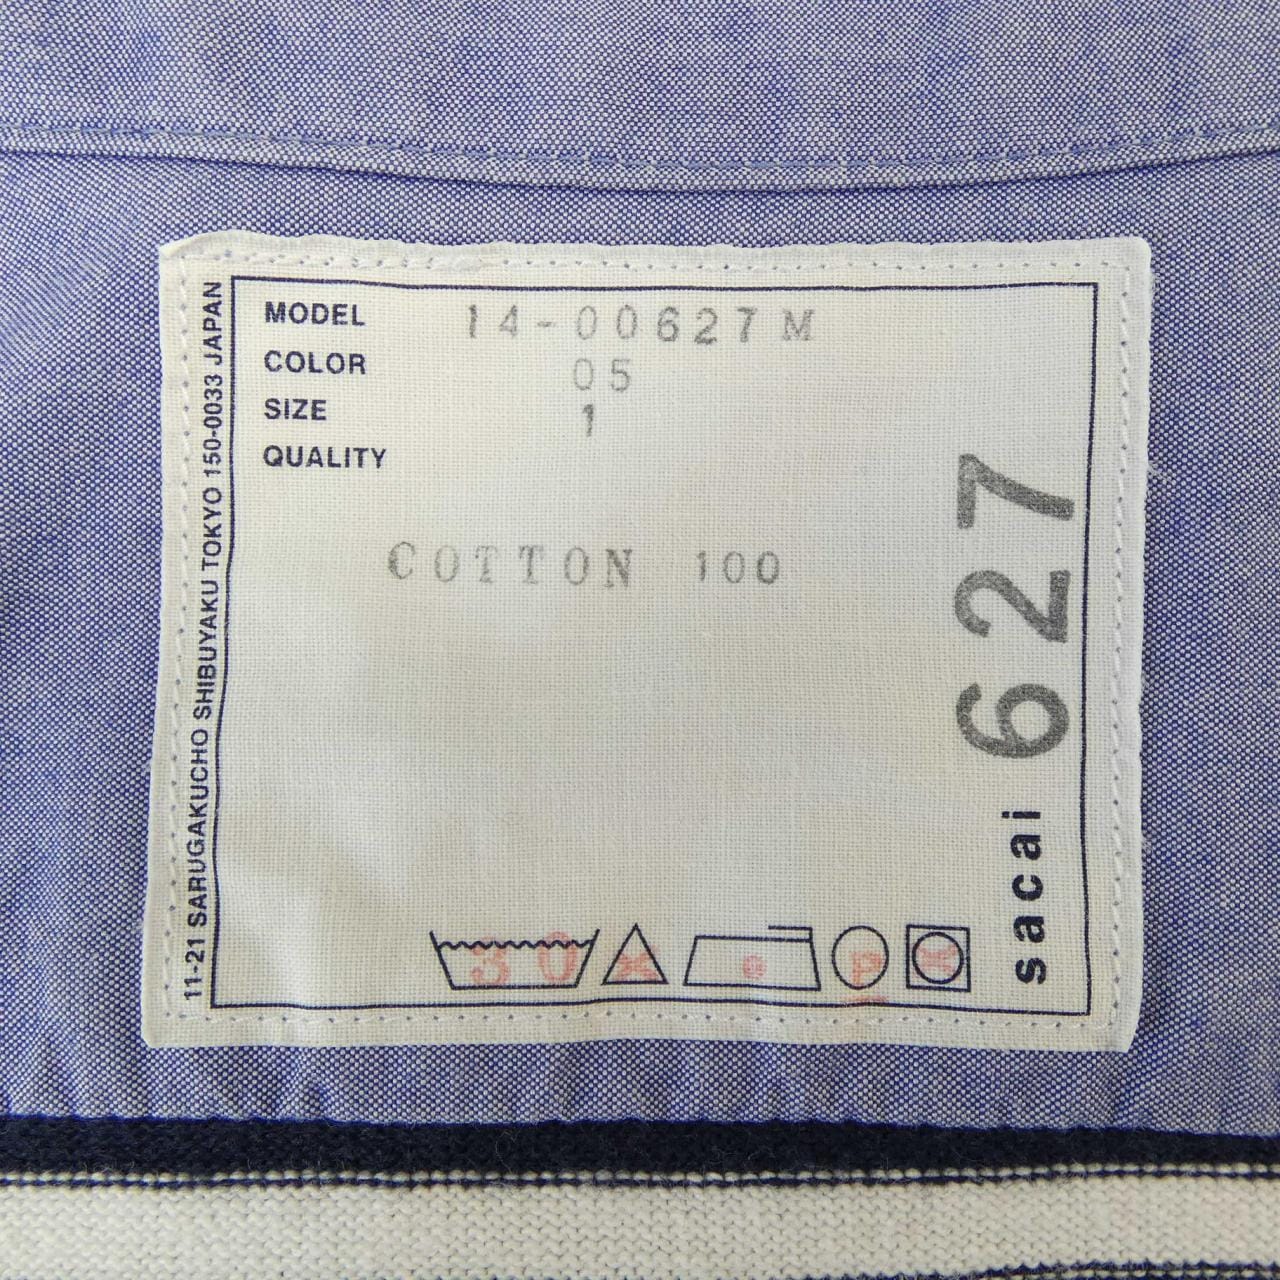 MODEL 14-00627 M
COLOR 05
SIZE 1
QUALITY
COTTON 100
30 × P ×
sacai 627
11-21 SARUGAKUCHO SHIBUYAKU TOKYO 150-0033 JAPAN